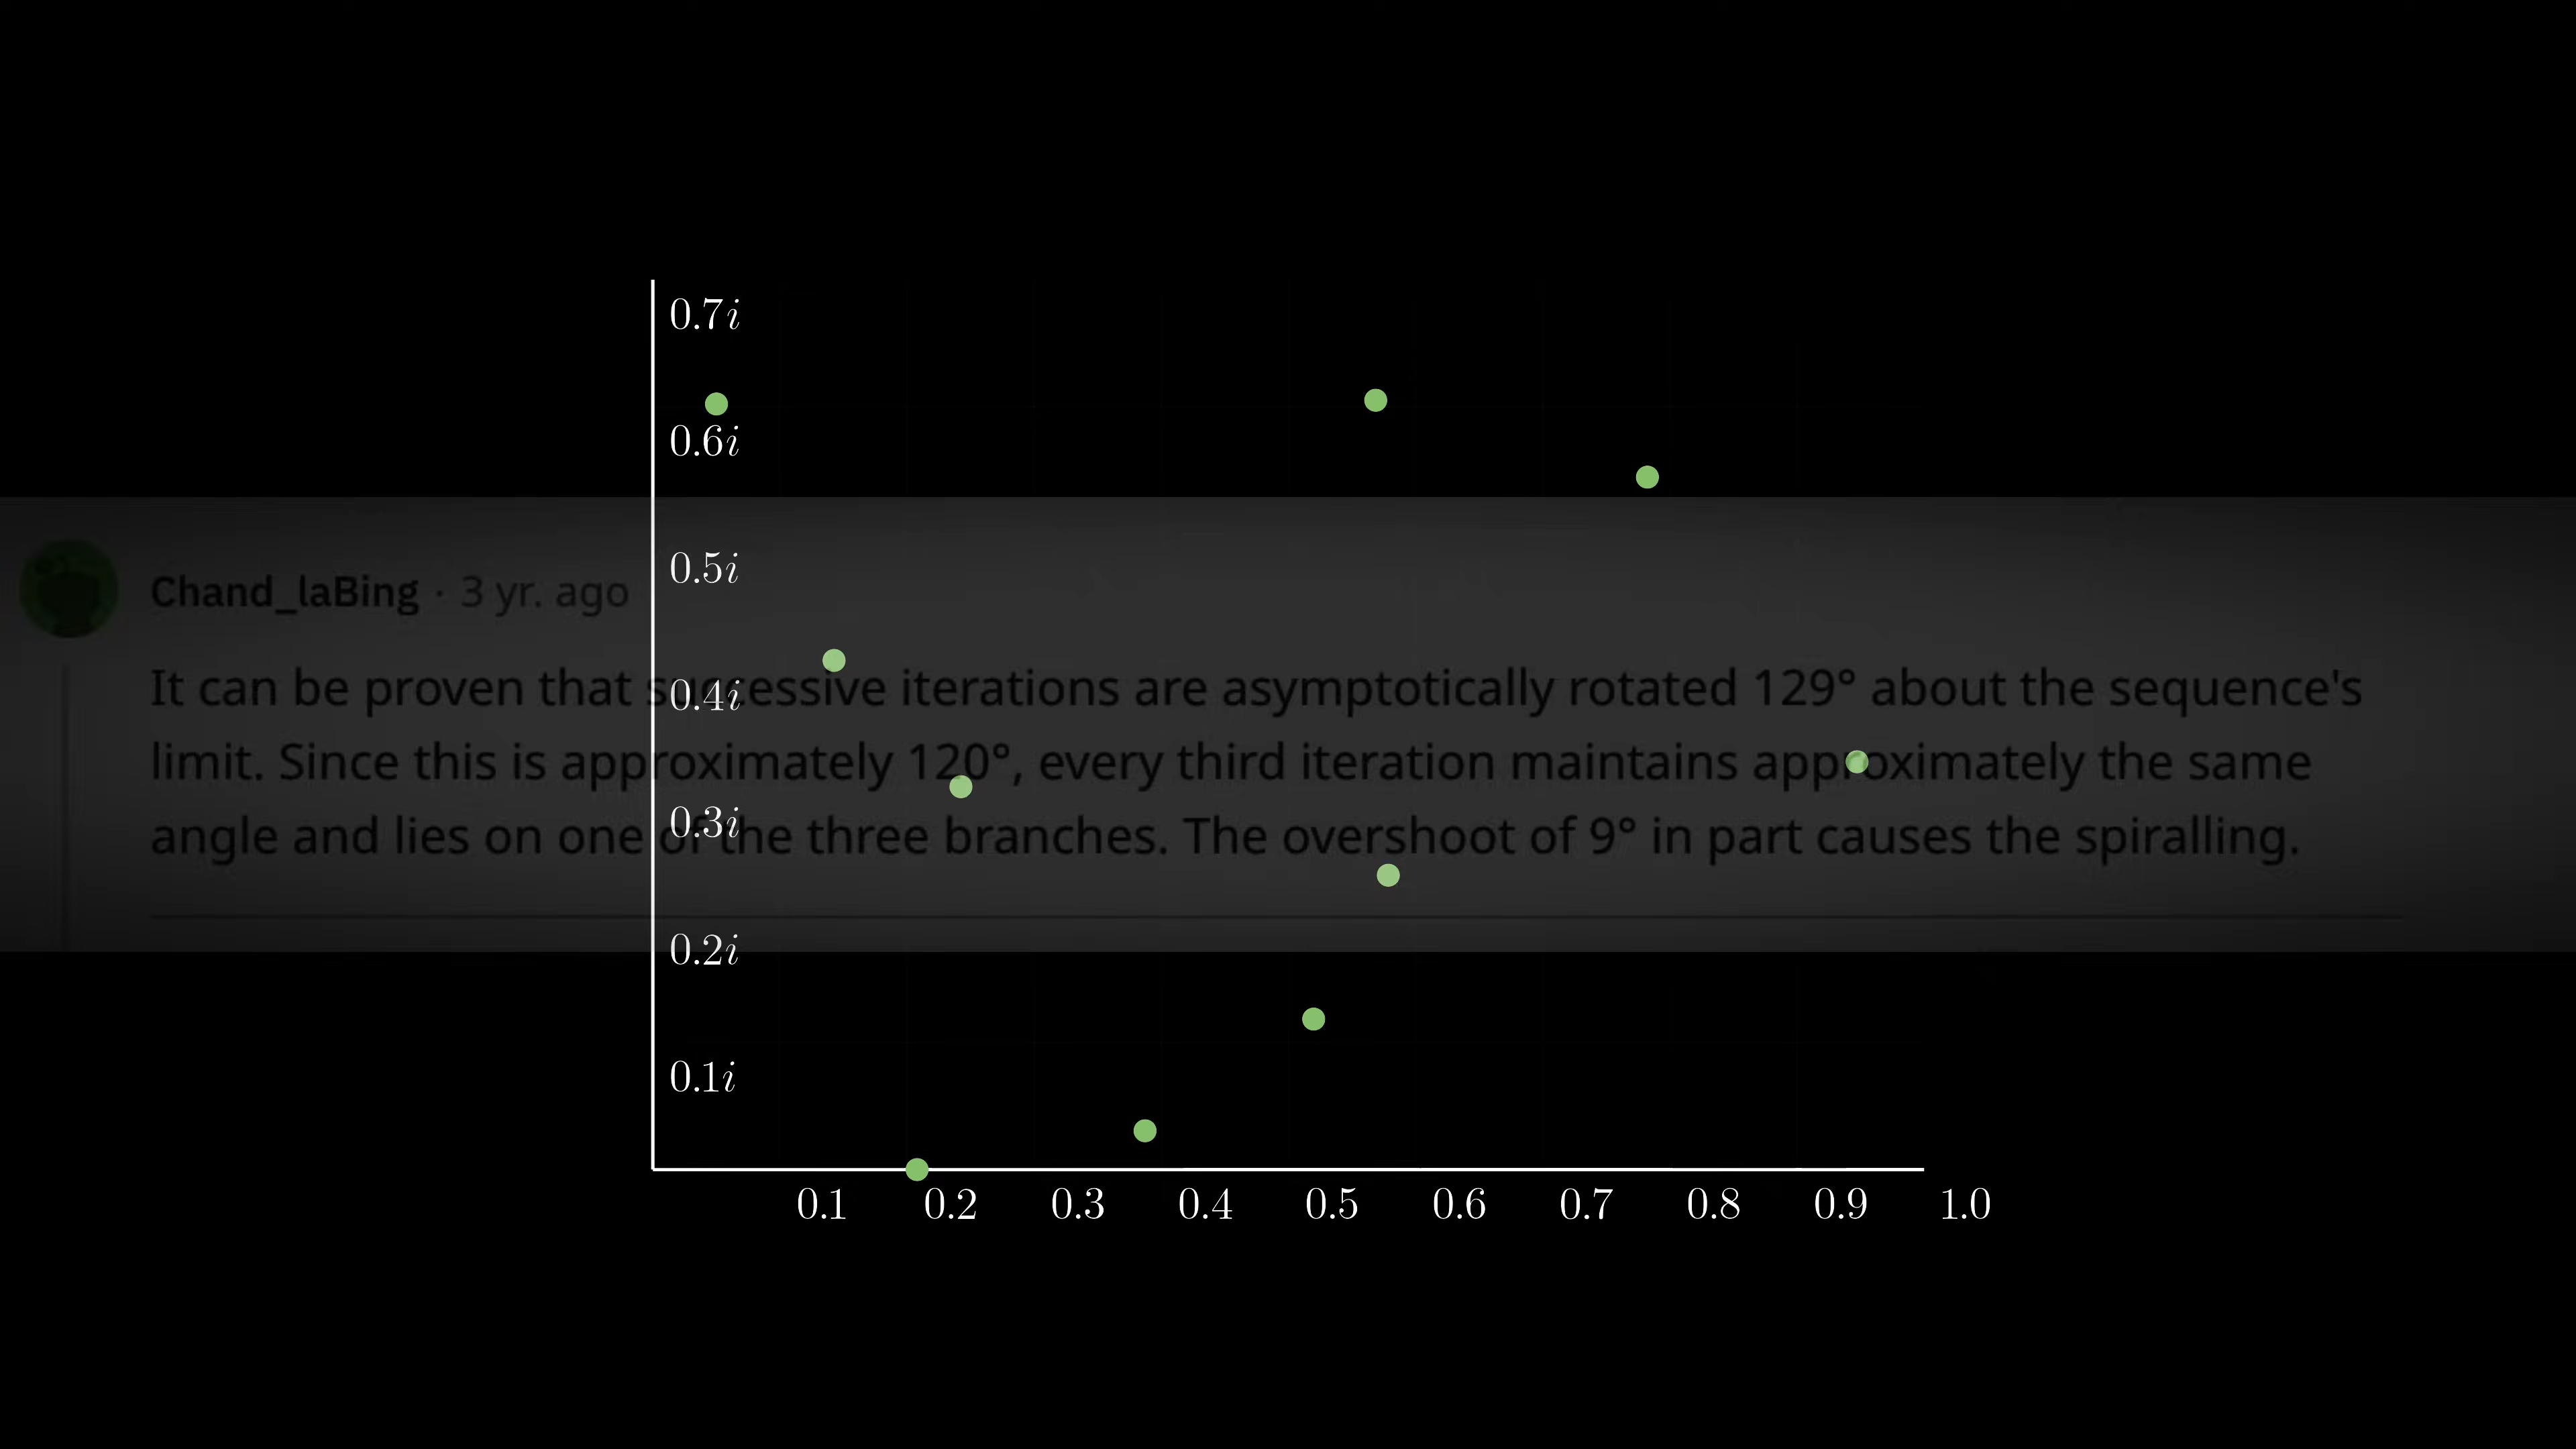 0.7i
0.6i
0.5i
Chand_laBing · 3 yr. ago
It can be proven that successive iterations are asymptotically rotated 129° about the sequence's
0.4i
limit. Since this is approximately 120°, every third iteration maintains approximately the same
0.3i
angle and lies on one of the three branches. The overshoot of 9° in part causes the spiralling.
0.2i
0.1i
0.1 0.2 0.3 0.4 0.5 0.6 0.7 0.8 0.9 1.0